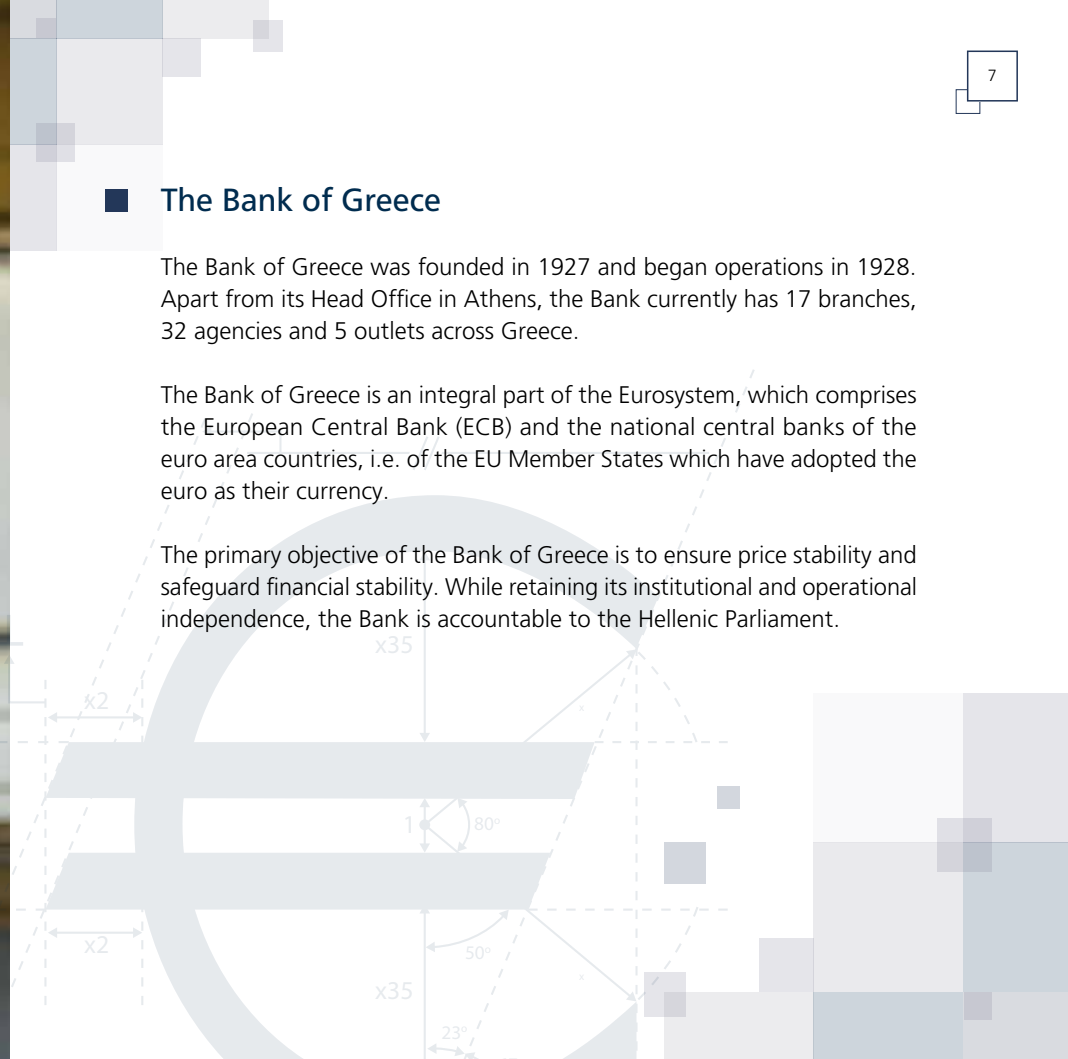 7
The Bank of Greece
The Bank of Greece was founded in 1927 and began operations in 1928.
Apart from its Head Office in Athens, the Bank currently has 17 branches,
32 agencies and 5 outlets across Greece.
The Bank of Greece is an integral part of the Eurosystem, which comprises
the European Central Bank (ECB) and the national central banks of the
euro area countries, i.e. of the EU Member States which have adopted the
euro as their currency.
The primary objective of the Bank of Greece is to ensure price stability and
safeguard financial stability. While retaining its institutional and operational
independence, the Bank is accountable to the Hellenic Parliament.
x35
x2
x
1
80º
x2
50º
x
x35
23º